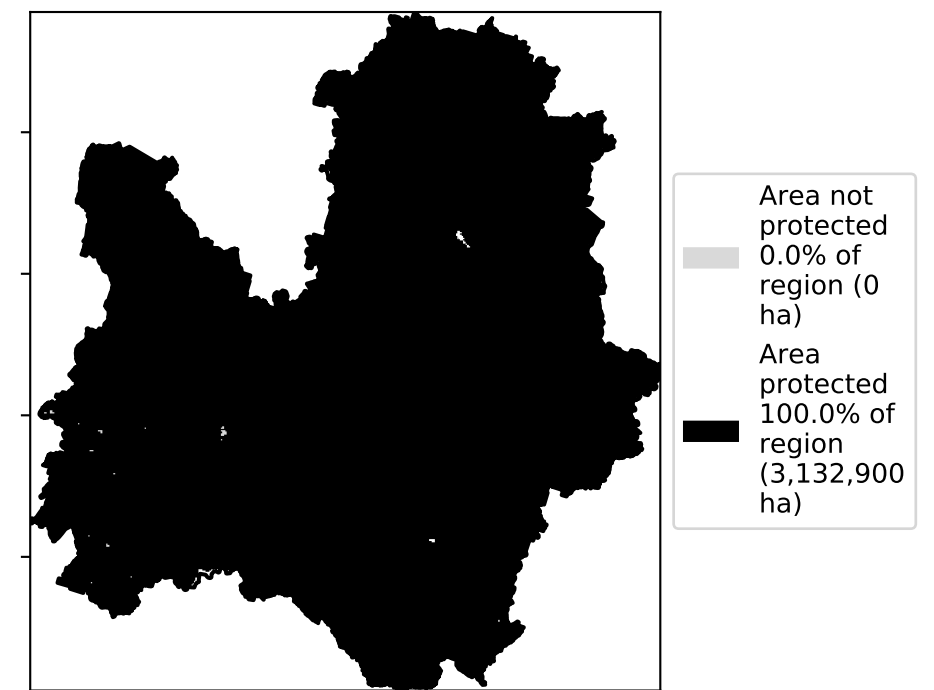 Area not
protected
0.0% of
region (0
ha)
Area
protected
100.0% of
region
(3,132,900
ha)